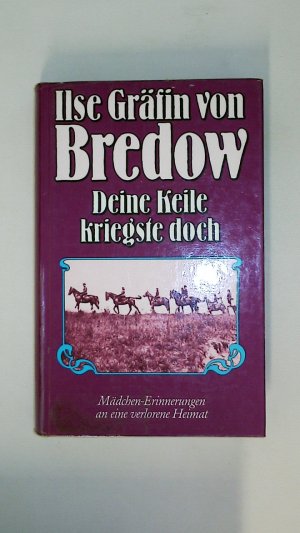 Ilse Gräfin von
Bredow
Deine Keile
kriegste doch
Mädchen-Erinnerungen
an eine verlorene Heimat